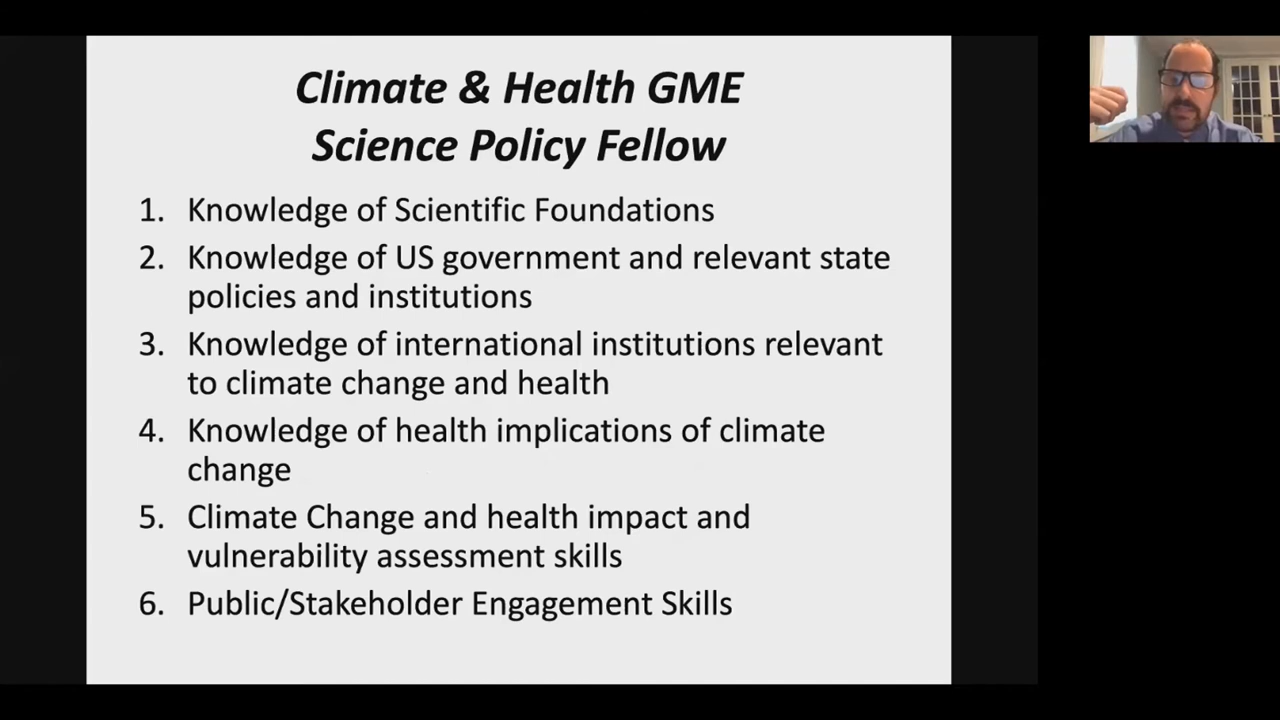 Climate & Health GME
Science Policy Fellow
1. Knowledge of Scientific Foundations
2. Knowledge of US government and relevant state
policies and institutions
3. Knowledge of international institutions relevant
to climate change and health
4. Knowledge of health implications of climate
change
5. Climate Change and health impact and
vulnerability assessment skills
6. Public/Stakeholder Engagement Skills